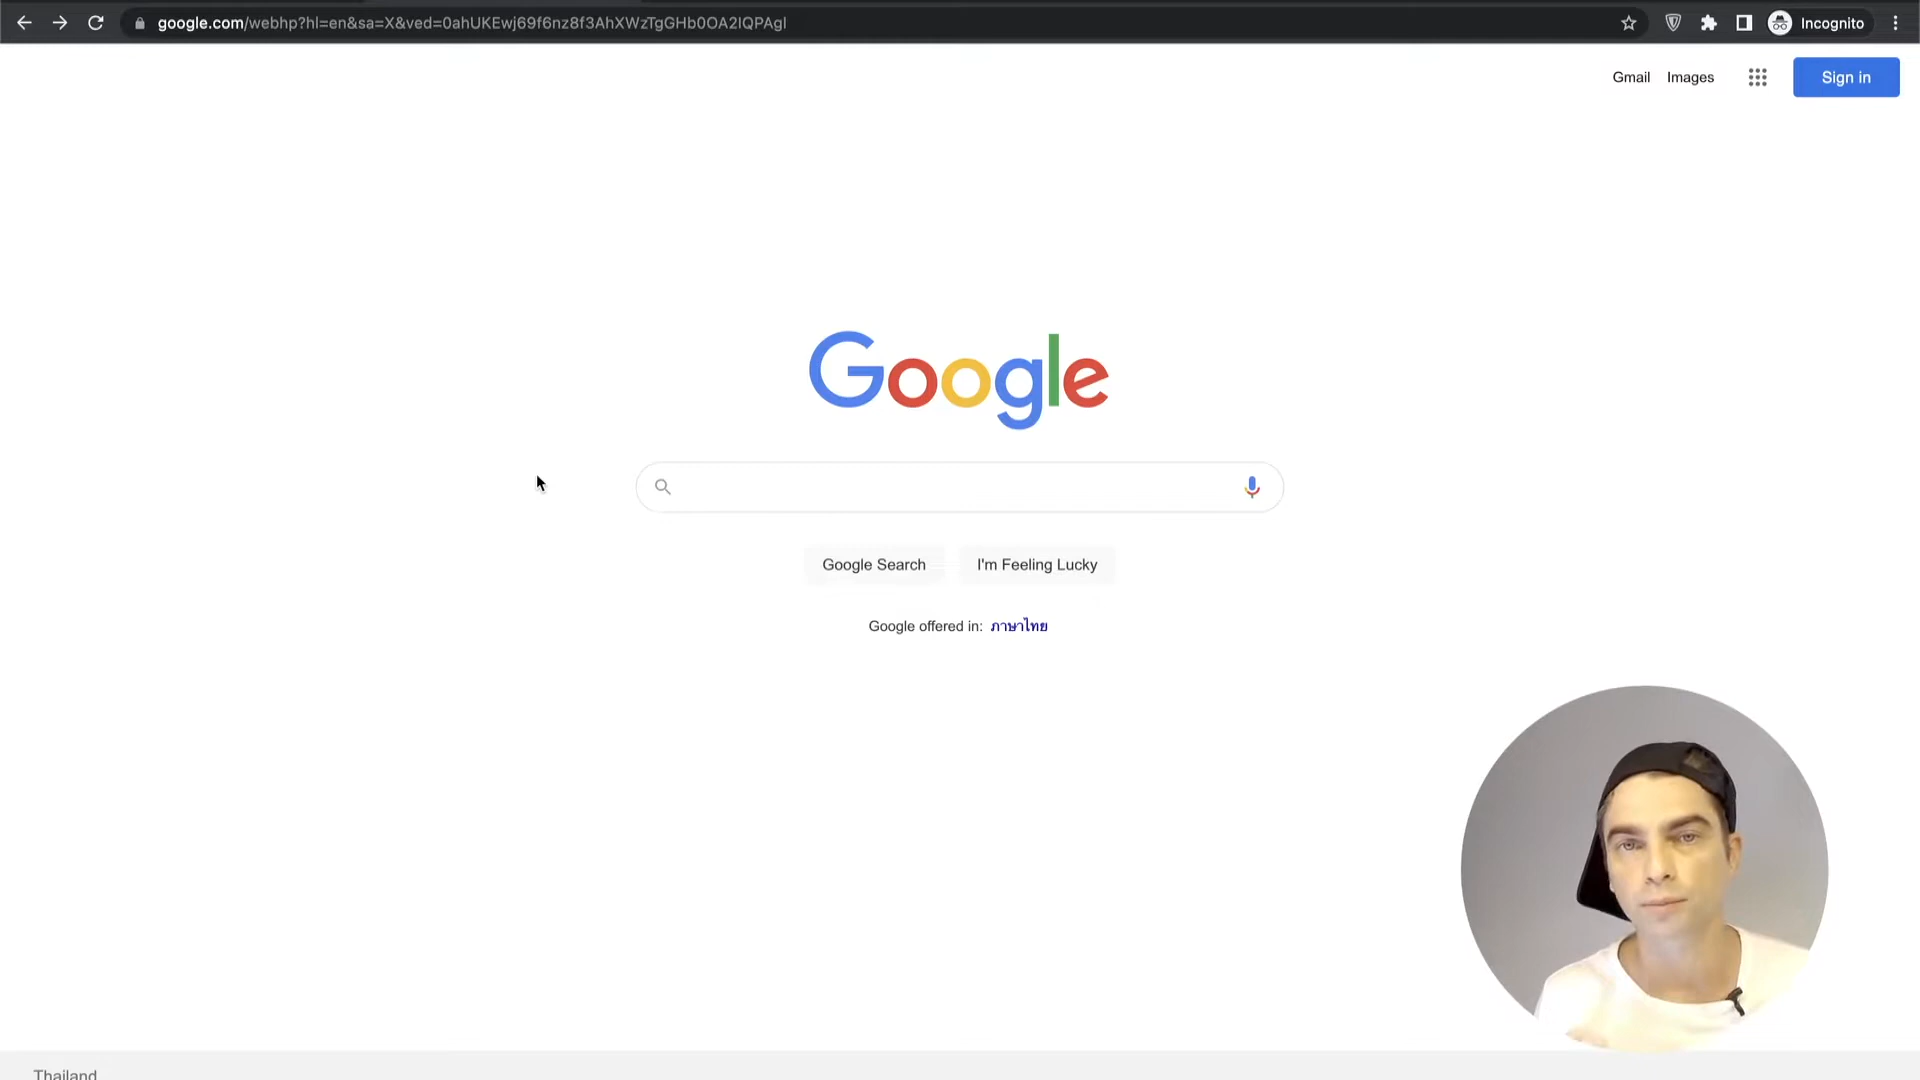 google.com/webhp?hl=en&sa=X&ved=0ahUKEwj69f6nz8f3AhXWzTgGHb0OA2IQPAgI
Incognito
Gmail Images Sign in
Google
Google Search I'm Feeling Lucky
Google offered in: ภาษาไทย
Thailand